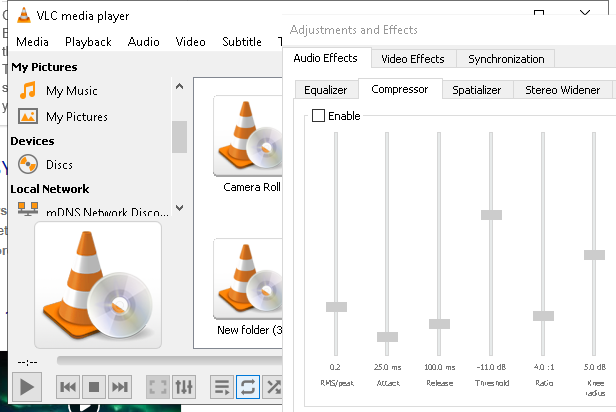 VLC media player
Media Playback Audio Video Subtitle
My Pictures
My Music
My Pictures
Devices
Discs
Local Network
mDNS Network Disco...
Camera Roll
New folder (3
--:--
Adjustments and Effects
Audio Effects Video Effects Synchronization
Equalizer Compressor Spatializer Stereo Widener
Enable
0.2 25.0 ms 100.0 ms -11.0 dB 4.0 :1 5.0 dB
RMS/peak Attack Release Threshold Ratio Knee
radius